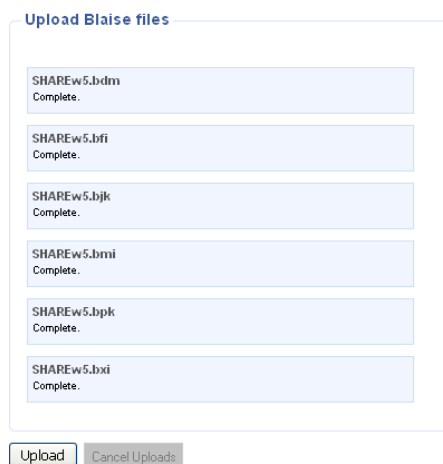 Upload Blaise files
SHAREw5.bdm
Complete.
SHAREw5.bfi
Complete.
SHAREw5.bjk
Complete.
SHAREw5.bmi
Complete.
SHAREw5.bpk
Complete.
SHAREw5.bxi
Complete.
Upload Cancel Uploads